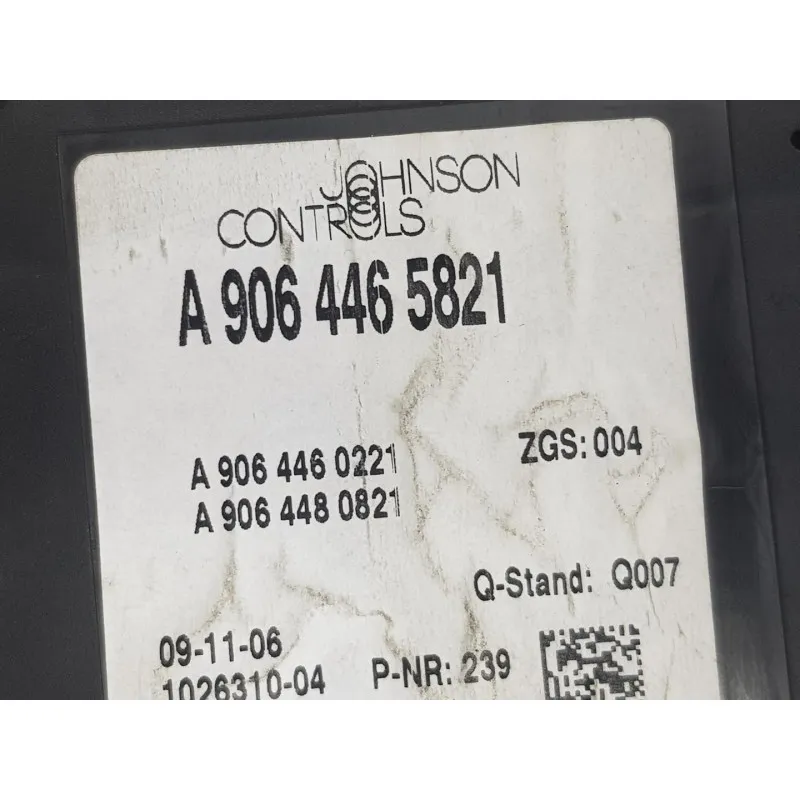 JOHNSON
CONTROLS
A 906 446 5821
A 906 446 0221
ZGS: 004
A 906 448 0821
Q-Stand: Q007
09-11-06
1026310-04
P-NR: 239